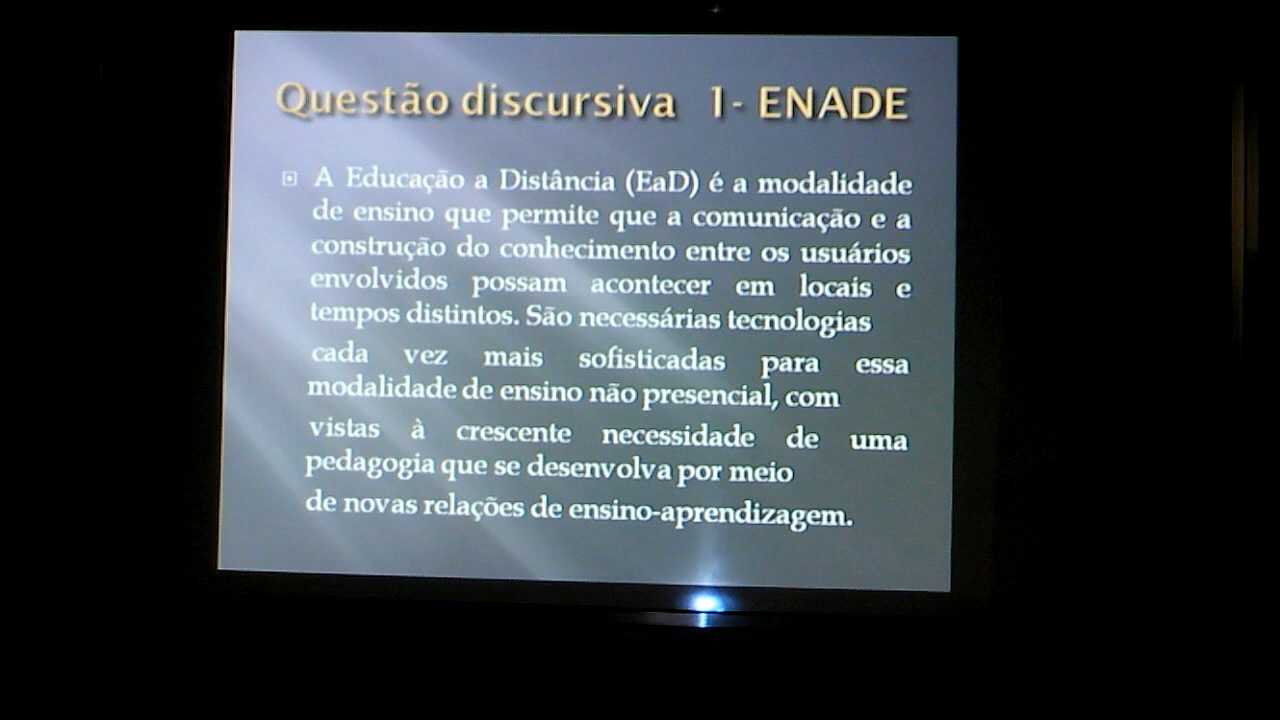 Questão discursiva 1- ENADE
A Educação a Distância (EaD) é a modalidade
de ensino que permite que a comunicação e a
construção do conhecimento entre os usuários
envolvidos possam acontecer em locais e
tempos distintos. São necessárias tecnologias
cada vez mais sofisticadas para essa
modalidade de ensino não presencial, com
vistas à crescente necessidade de uma
pedagogia que se desenvolva por meio
de novas relações de ensino-aprendizagem.